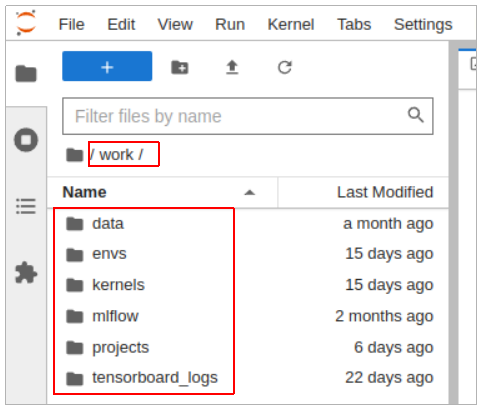 File Edit View Run Kernel Tabs Settings
+
Filter files by name
/ work /
Name Last Modified
data a month ago
envs 15 days ago
kernels 15 days ago
mlflow 2 months ago
projects 6 days ago
tensorboard_logs 22 days ago